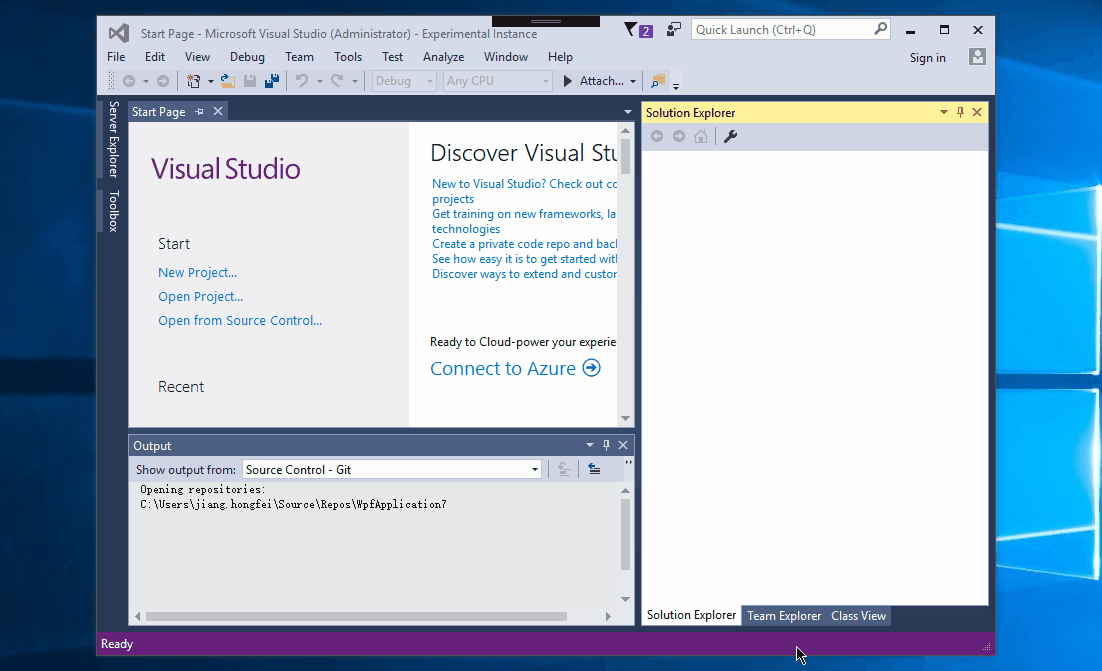 Start Page - Microsoft Visual Studio (Administrator) - Experimental Instance
2
Quick Launch (Ctrl+Q)
File Edit View Debug Team Tools Test Analyze Window Help
Sign in
Debug Any CPU Attach...
Server Explorer
Toolbox
Start Page
Visual Studio
Start
New Project...
Open Project...
Open from Source Control...
Recent
Discover Visual Stu
New to Visual Studio? Check out co
projects
Get training on new frameworks, la
technologies
Create a private code repo and back
See how easy it is to get started with
Discover ways to extend and custor
Ready to Cloud-power your experie
Connect to Azure
Output
Show output from: Source Control - Git
Opening repositories:
C:\Users\jiang.hongfei\Source\Repos\WpfApplication7
Solution Explorer
Solution Explorer Team Explorer Class View
Ready